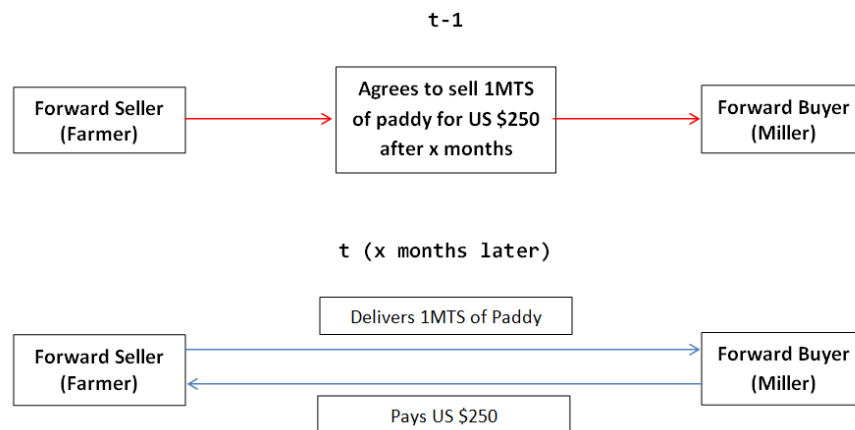 t-1
Forward Seller
(Farmer)
Agrees to sell 1MTS
of paddy for US $250
after x months
Forward Buyer
(Miller)
t (x months later)
Delivers 1MTS of Paddy
Forward Seller
(Farmer)
Forward Buyer
(Miller)
Pays US $250